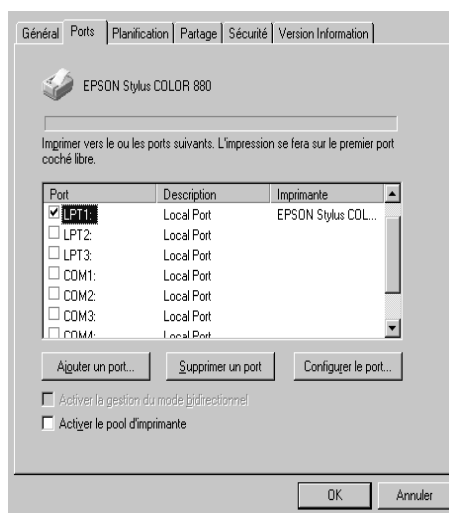 Général Ports Planification Partage Sécurité Version Information
EPSON Stylus COLOR 880
Imprimer vers le ou les ports suivants. L'impression se fera sur le premier port
coché libre.
Port Description Imprimante
LPT1: Local Port EPSON Stylus COL...
LPT2: Local Port
LPT3: Local Port
COM1: Local Port
COM2: Local Port
COM3: Local Port
COM4: Local Port
Ajouter un port... Supprimer un port Configurer le port...
Activer la gestion du mode bidirectionnel
Activer le pool d'imprimante
OK Annuler